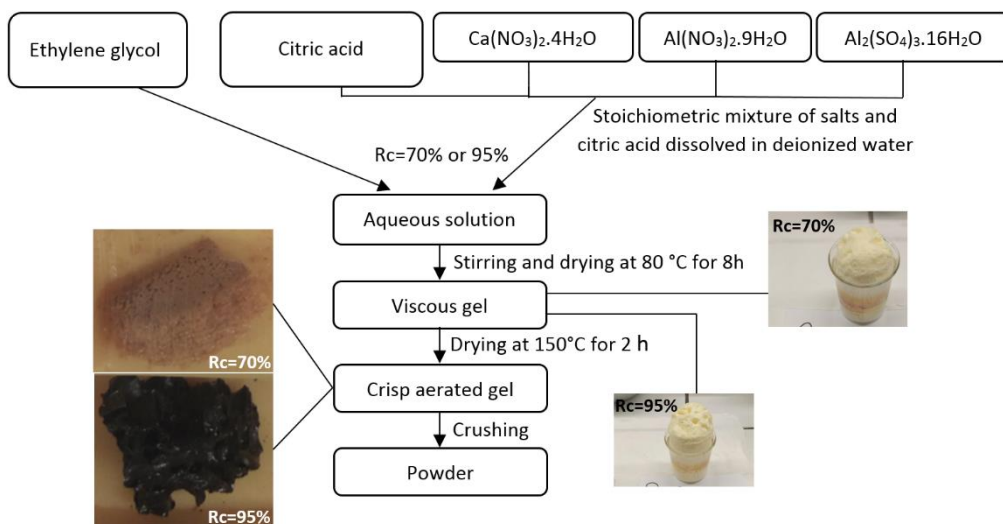 Ethylene glycol
Citric acid
Ca(NO₃)₂.4H₂O
Al(NO₃)₂.9H₂O
Al₂(SO₄)₃.16H₂O
Stoichiometric mixture of salts and
citric acid dissolved in deionized water
Rc=70% or 95%
Aqueous solution
Rc=70%
Stirring and drying at 80 °C for 8h
Viscous gel
Drying at 150°C for 2 h
Rc=70%
Crisp aerated gel
Rc=95%
Crushing
Powder
Rc=95%